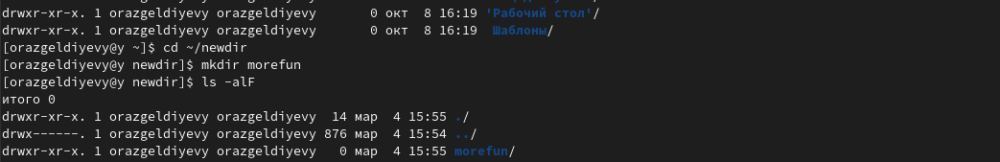 drwxr-xr-x. 1 orazgeldiyevy orazgeldiyevy       0 окт  8 16:19 'Рабочий стол'/
drwxr-xr-x. 1 orazgeldiyevy orazgeldiyevy       0 окт  8 16:19  Шаблоны/
[orazgeldiyevy@y ~]$ cd ~/newdir
[orazgeldiyevy@y newdir]$ mkdir morefun
[orazgeldiyevy@y newdir]$ ls -alF
итого 0
drwxr-xr-x. 1 orazgeldiyevy orazgeldiyevy  14 мар  4 15:55 ./
drwx------. 1 orazgeldiyevy orazgeldiyevy 876 мар  4 15:54 ../
drwxr-xr-x. 1 orazgeldiyevy orazgeldiyevy   0 мар  4 15:55 morefun/